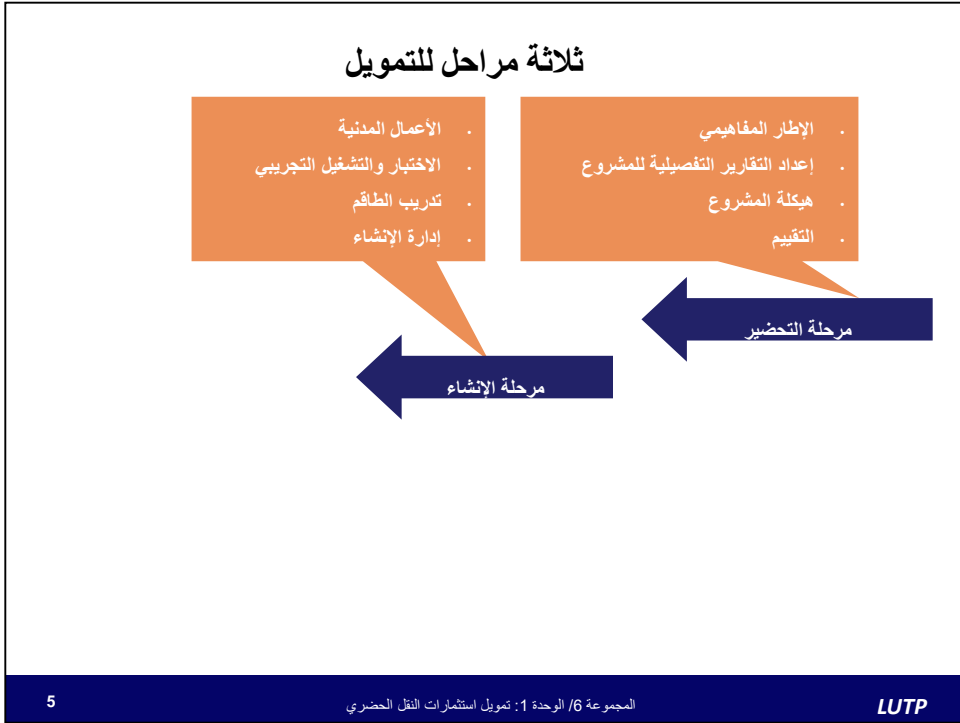 ثلاثة مراحل للتمويل
· الإطار المفاهيمي
· إعداد التقارير التفصيلية للمشروع
· هيكلة المشروع
· التقييم
· الأعمال المدنية
· الاختبار والتشغيل التجريبي
· تدريب الطاقم
· إدارة الإنشاء
مرحلة التحضير
مرحلة الإنشاء
5
المجموعة 6/ الوحدة 1: تمويل استثمارات النقل الحضري
LUTP